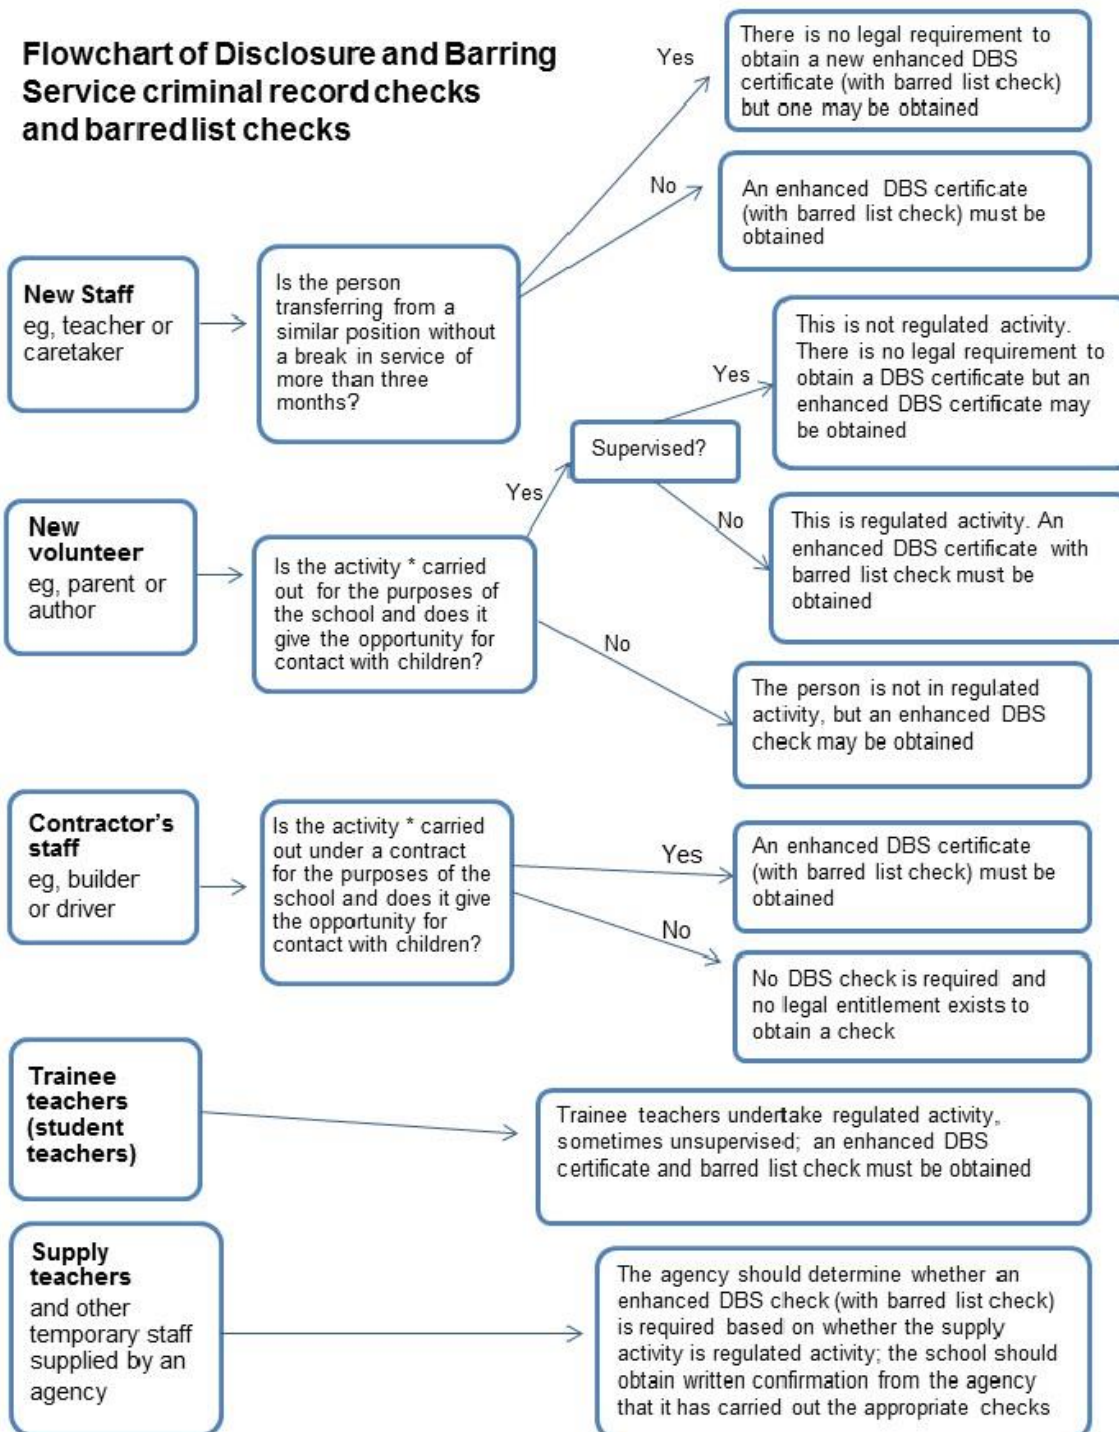 Flowchart of Disclosure and Barring
Service criminal record checks
and barred list checks
Yes
There is no legal requirement to
obtain a new enhanced DBS
certificate (with barred list check)
but one may be obtained
No
An enhanced DBS certificate
(with barred list check) must be
obtained
New Staff
eg, teacher or
caretaker
Is the person
transferring from a
similar position without
a break in service of
more than three
months?
This is not regulated activity.
There is no legal requirement to
obtain a DBS certificate but an
enhanced DBS certificate may
be obtained
Yes
Supervised?
Yes
No
This is regulated activity. An
enhanced DBS certificate with
barred list check must be
obtained
New
volunteer
eg, parent or
author
Is the activity * carried
out for the purposes of
the school and does it
give the opportunity for
contact with children?
No
The person is not in regulated
activity, but an enhanced DBS
check may be obtained
Contractor's
staff
eg, builder
or driver
Is the activity * carried
out under a contract
for the purposes of the
school and does it give
the opportunity for
contact with children?
Yes
An enhanced DBS certificate
(with barred list check) must be
obtained
No
No DBS check is required and
no legal entitlement exists to
obtain a check
Trainee
teachers
(student
teachers)
Trainee teachers undertake regulated activity,
sometimes unsupervised; an enhanced DBS
certificate and barred list check must be obtained
Supply
teachers
and other
temporary staff
supplied by an
agency
The agency should determine whether an
enhanced DBS check (with barred list check)
is required based on whether the supply
activity is regulated activity; the school should
obtain written confirmation from the agency
that it has carried out the appropriate checks